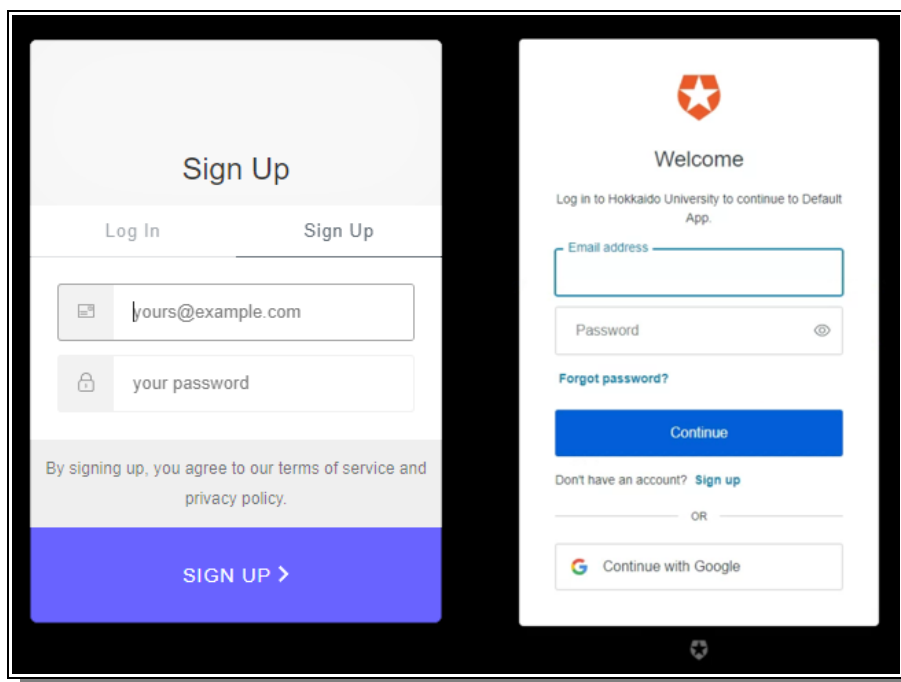 Sign Up
Log In
Sign Up
yours@example.com
your password
By signing up, you agree to our terms of service and
privacy policy.
SIGN UP
Welcome
Log in to Hokkaido University to continue to Default
App.
Email address
Password
Forgot password?
Continue
Don't have an account? Sign up
OR
Continue with Google